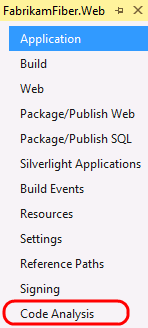 FabrikamFiber.Web
Application
Build
Web
Package/Publish Web
Package/Publish SQL
Silverlight Applications
Build Events
Resources
Settings
Reference Paths
Signing
Code Analysis